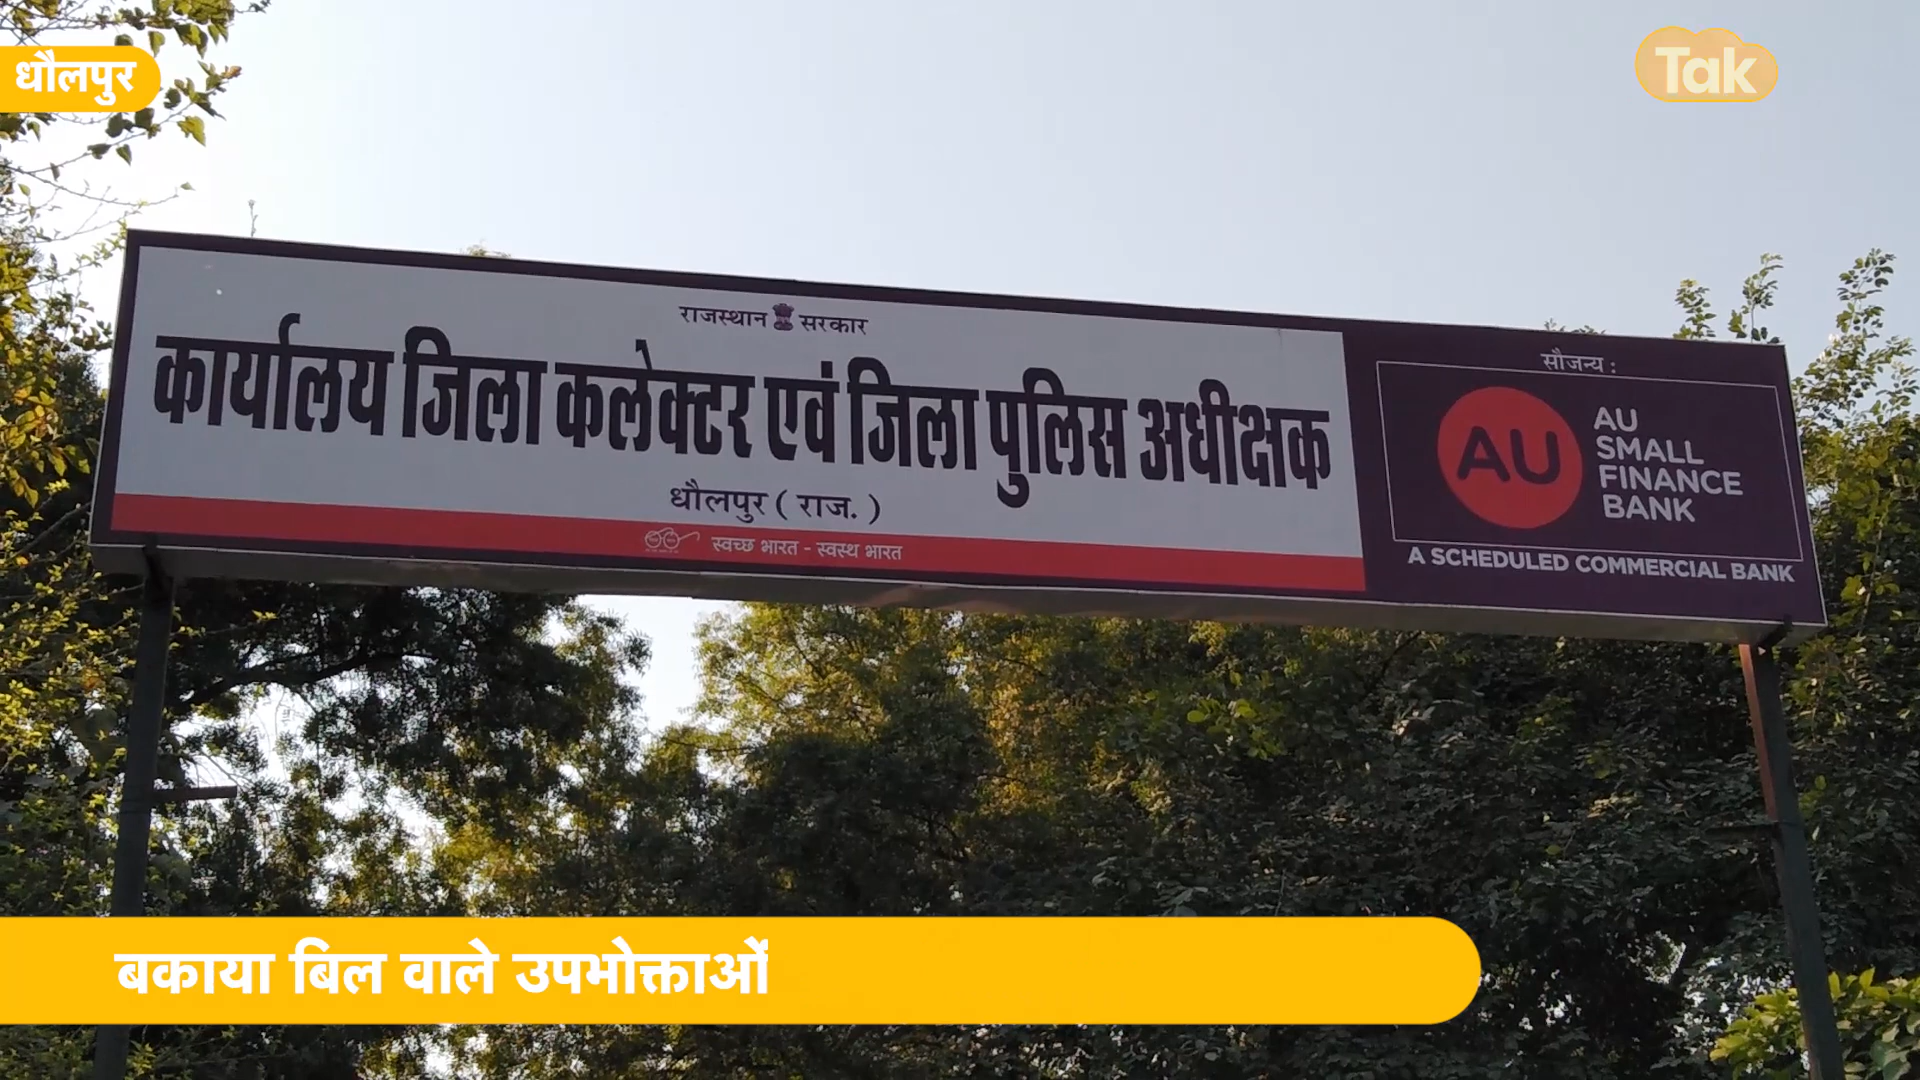 धौलपुर
Tak
राजस्थान सरकार
कार्यालय जिला कलेक्टर एवं जिला पुलिस अधीक्षक
धौलपुर ( राज. )
स्वच्छ भारत - स्वस्थ भारत
सौजन्य :
AU
AU
SMALL
FINANCE
BANK
A SCHEDULED COMMERCIAL BANK
बकाया बिल वाले उपभोक्ताओं